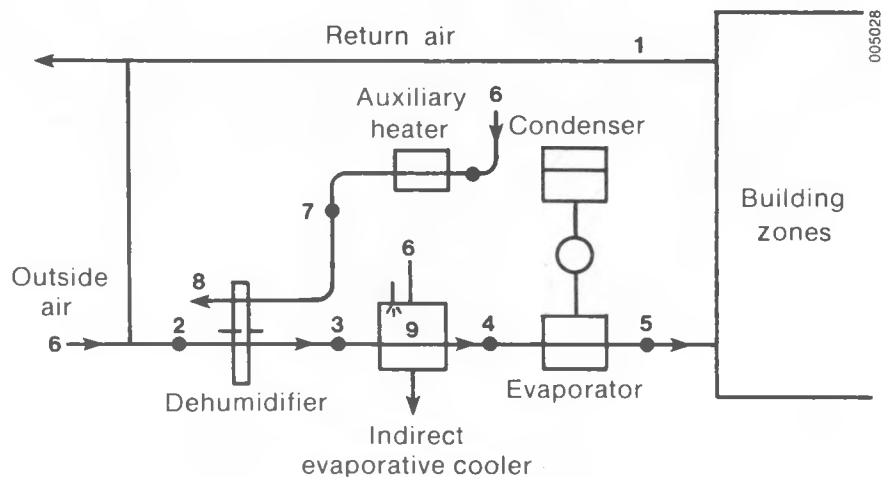 Return air
1
005028
Auxiliary
heater
6
Condenser
7
Building
zones
Outside
air
8
6
6
2
3
9
4
5
Dehumidifier
Evaporator
Indirect
evaporative cooler